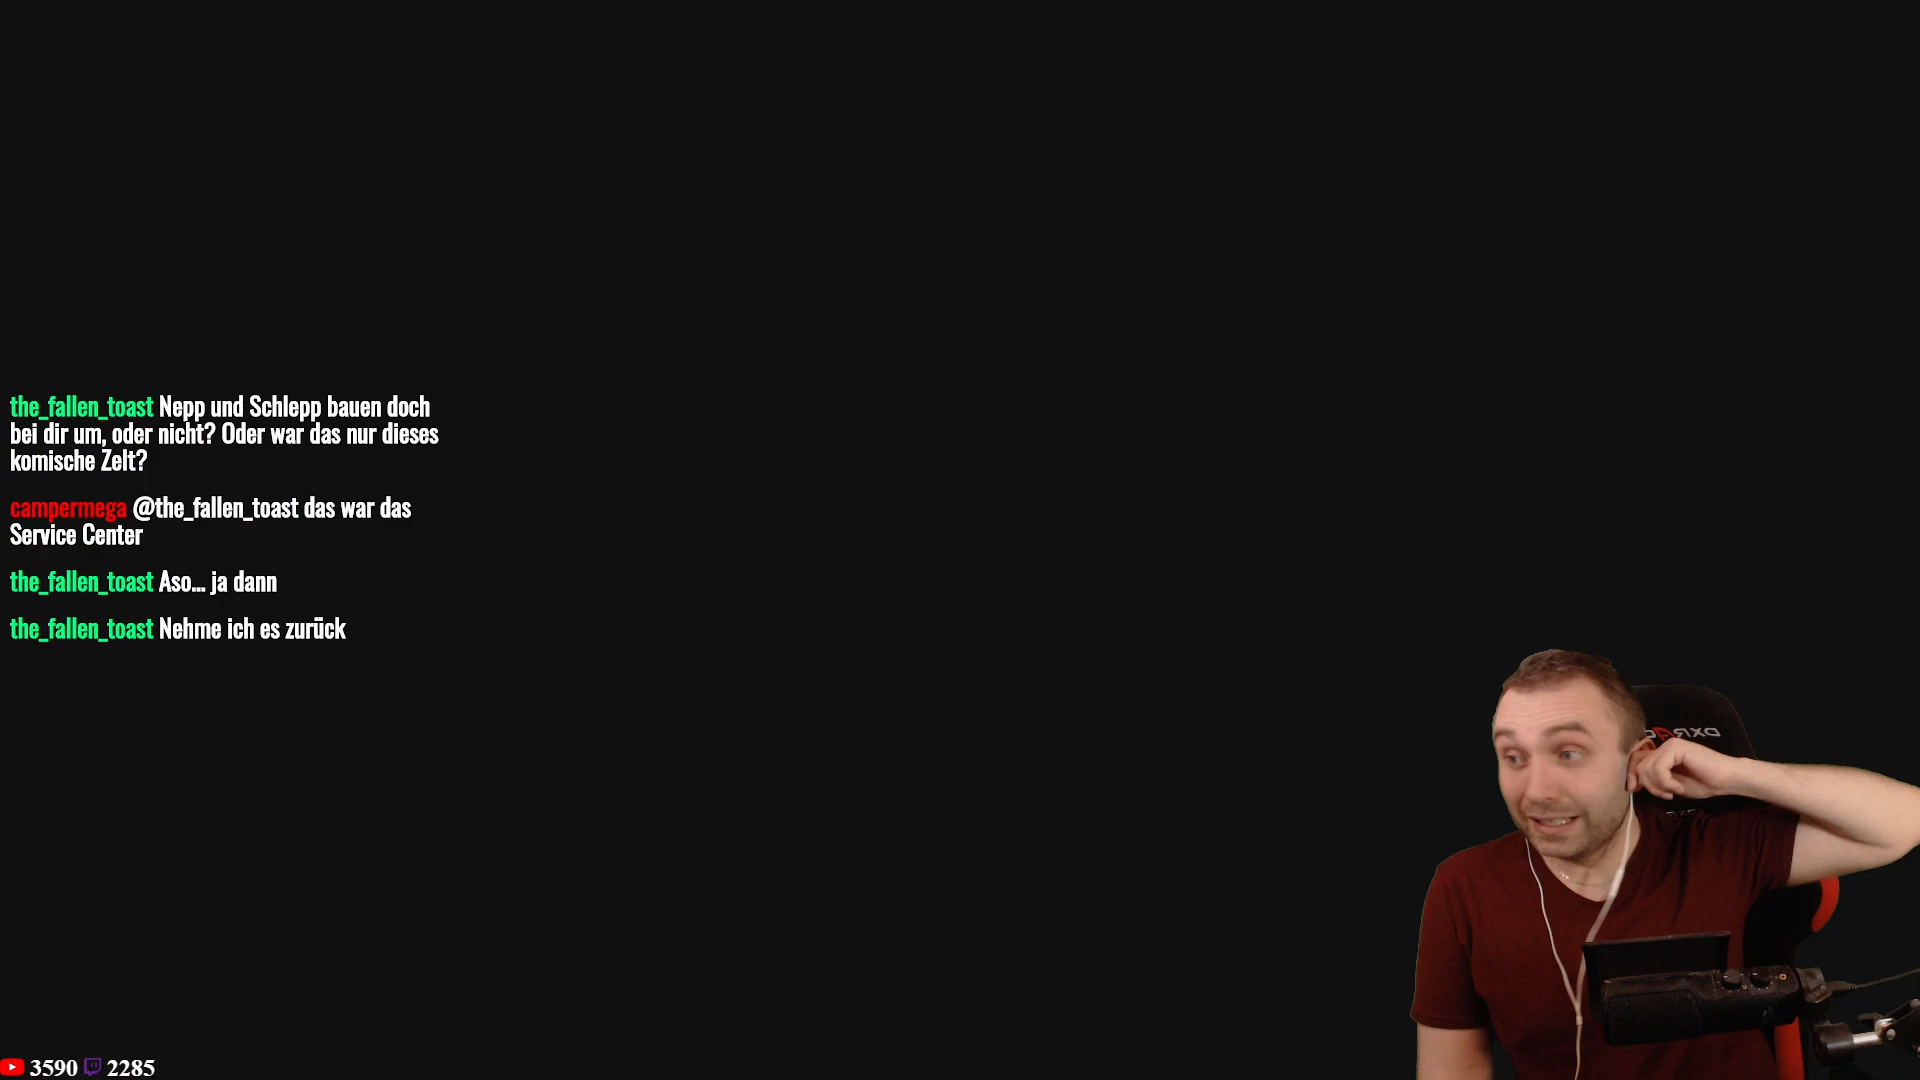 the_fallen_toast Nepp und Schlepp bauen doch
bei dir um, oder nicht? Oder war das nur dieses
komische Zelt?
campermega @the_fallen_toast das war das
Service Center
the_fallen_toast Aso... ja dann
the_fallen_toast Nehme ich es zurück
3590 2285